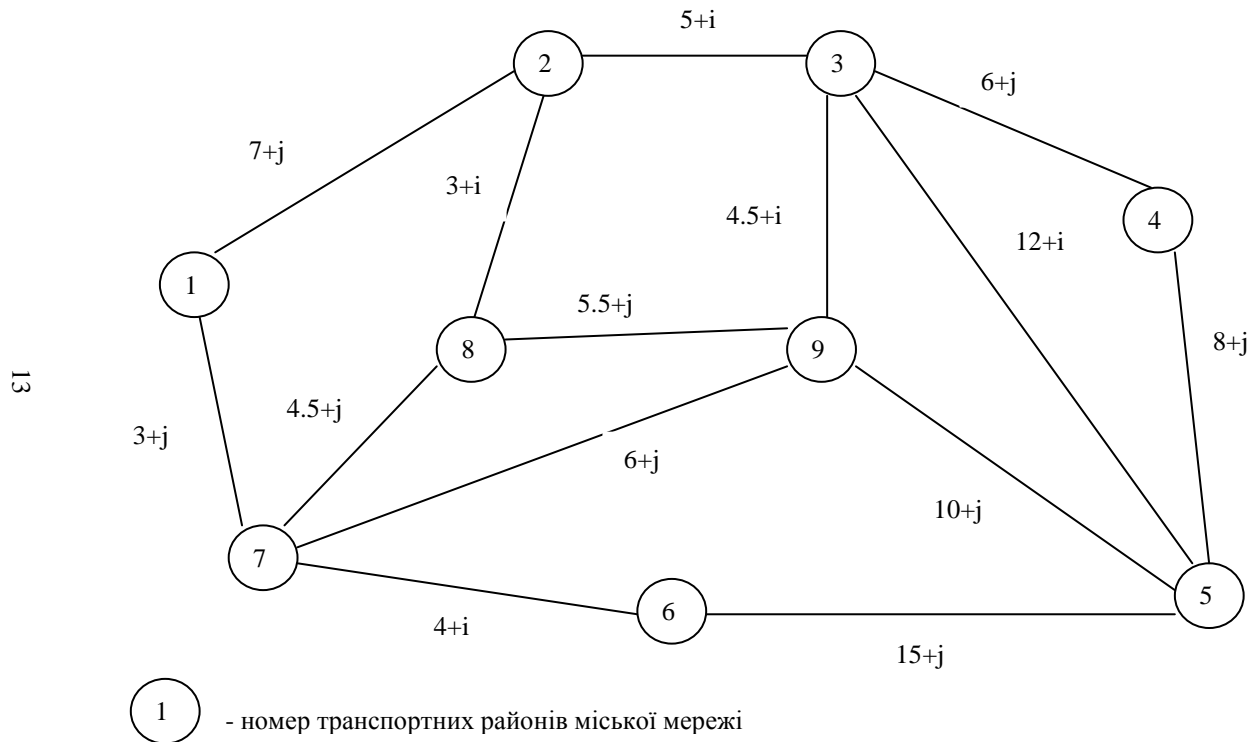 5+i
2
3
6+j
7+j
3+i
4.5+i
4
12+i
1
5.5+j
8
9
8+j
13
4.5+j
3+j
6+j
10+j
7
6
5
4+i
15+j
1 - номер транспортних районів міської мережі